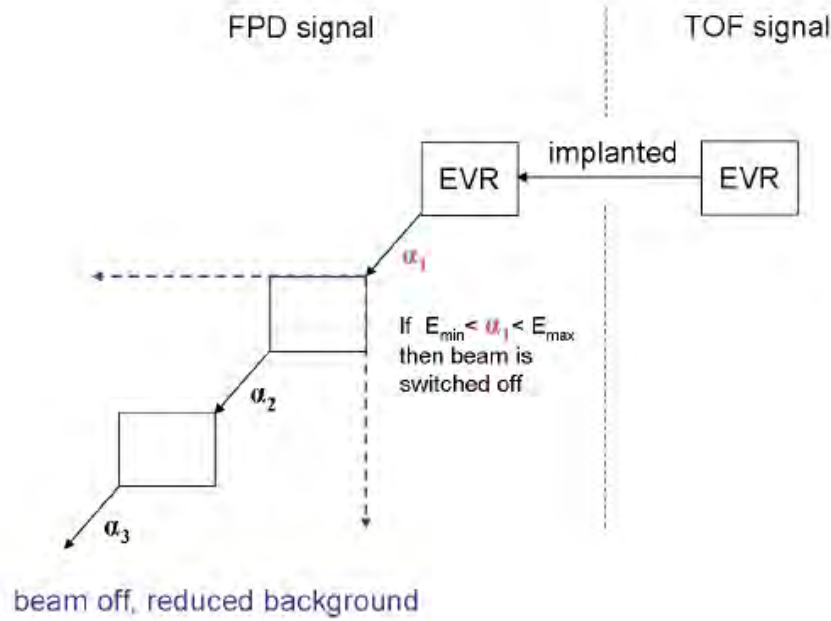 FPD signal
TOF signal
EVR
implanted
EVR
α₁
If Eₘᵢₙ< α₁ < Eₘₐₓ
then beam is
switched off
α₂
α₃
beam off, reduced background